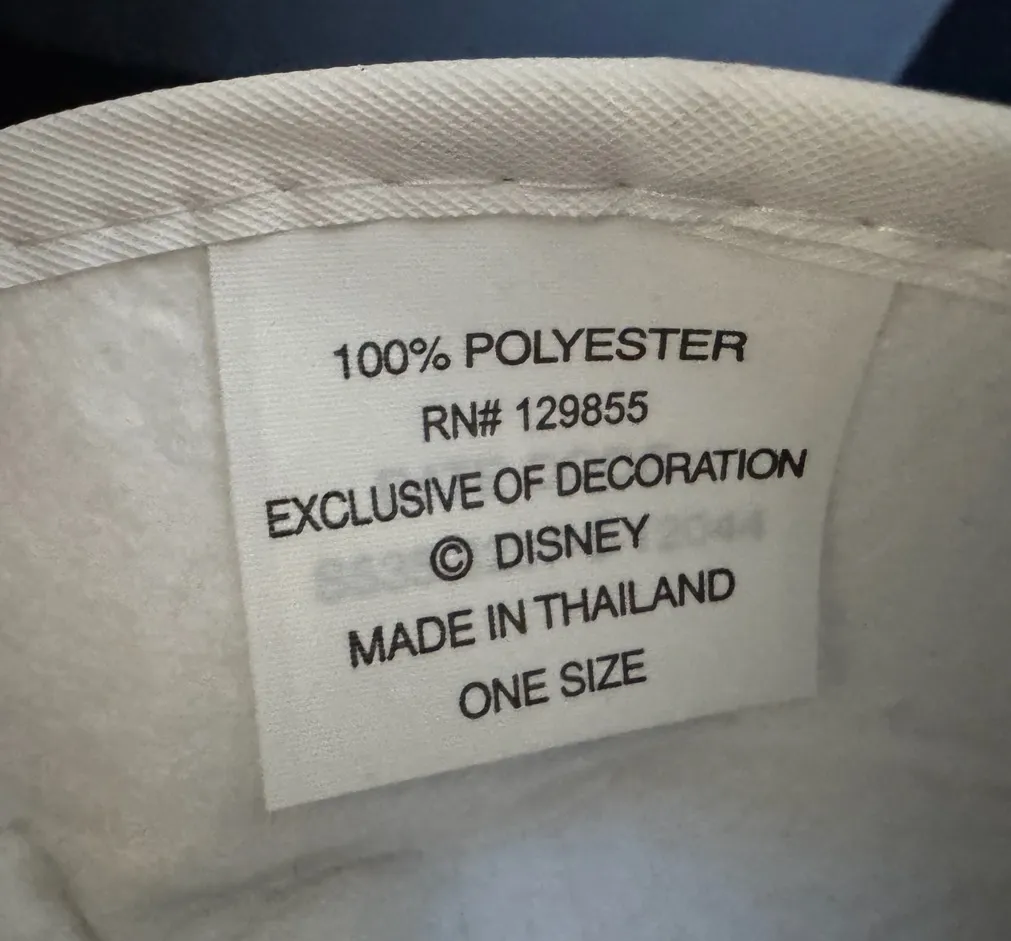 100% POLYESTER
RN# 129855
EXCLUSIVE OF DECORATION
© DISNEY
MADE IN THAILAND
ONE SIZE